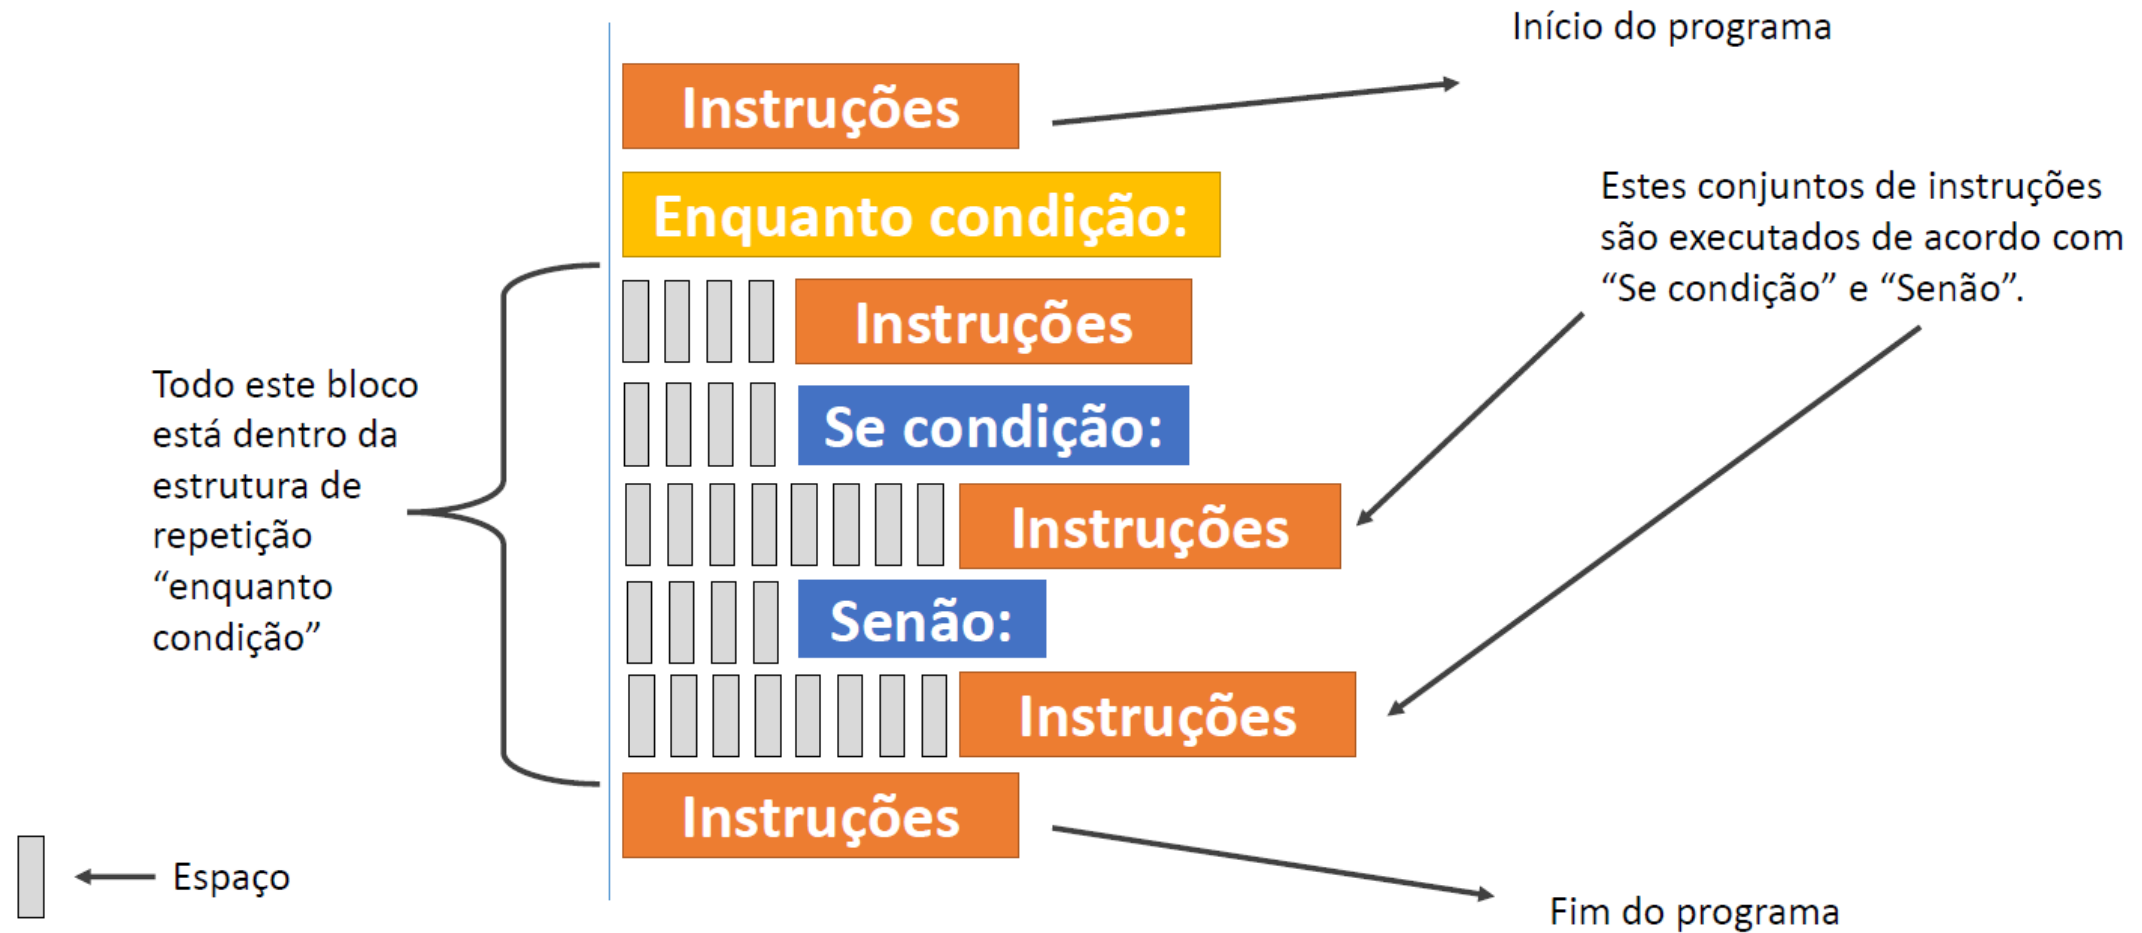 Início do programa
Instruções
Enquanto condição:
Estes conjuntos de instruções
são executados de acordo com
“Se condição” e “Senão”.
Instruções
Se condição:
Todo este bloco
está dentro da
estrutura de
repetição
“enquanto
condição”
Instruções
Senão:
Instruções
Instruções
Espaço
Fim do programa